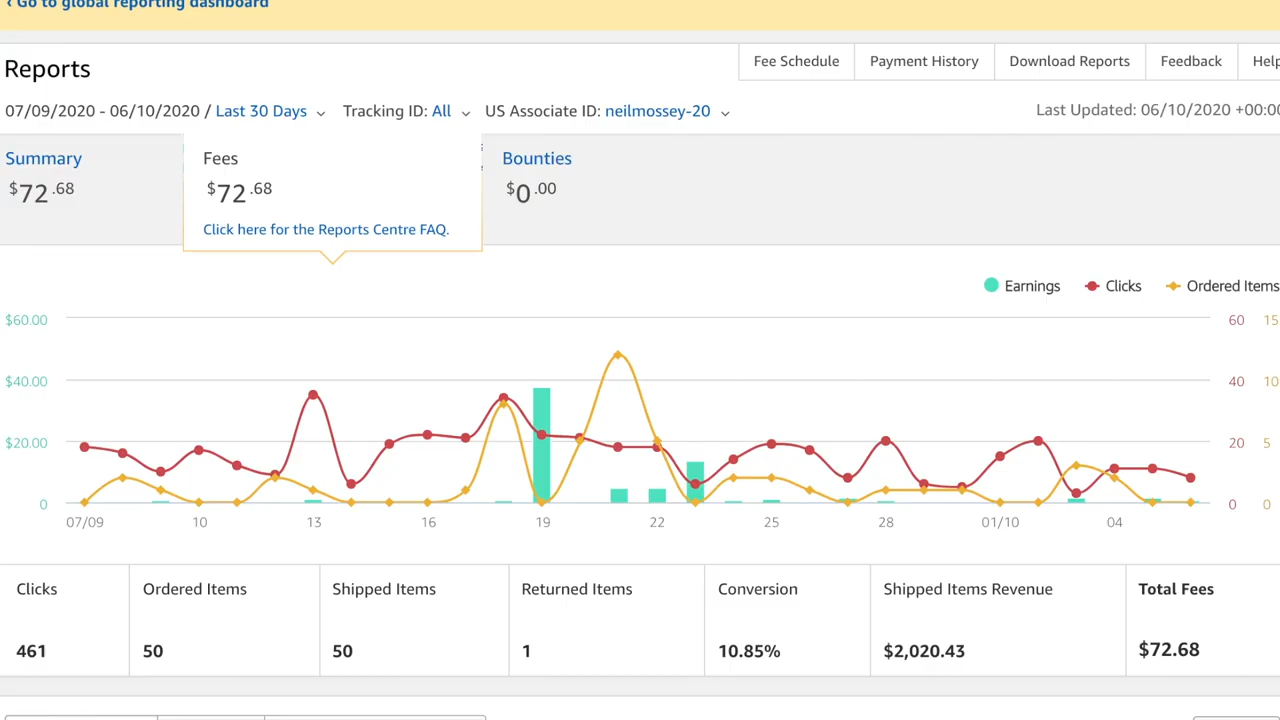 ‹ Go to global reporting dashboard
Reports
Fee Schedule Payment History Download Reports Feedback Help
07/09/2020 - 06/10/2020 / Last 30 Days Tracking ID: All US Associate ID: neilmossey-20 Last Updated: 06/10/2020 +00:00
Summary Fees Bounties
$72.68 $72.68 $0.00
Click here for the Reports Centre FAQ.
Earnings Clicks Ordered Items
$60.00 60 15
$40.00 40 10
$20.00 20 5
0 0 0
07/09 10 13 16 19 22 25 28 01/10 04
Clicks Ordered Items Shipped Items Returned Items Conversion Shipped Items Revenue Total Fees
461 50 50 1 10.85% $2,020.43 $72.68